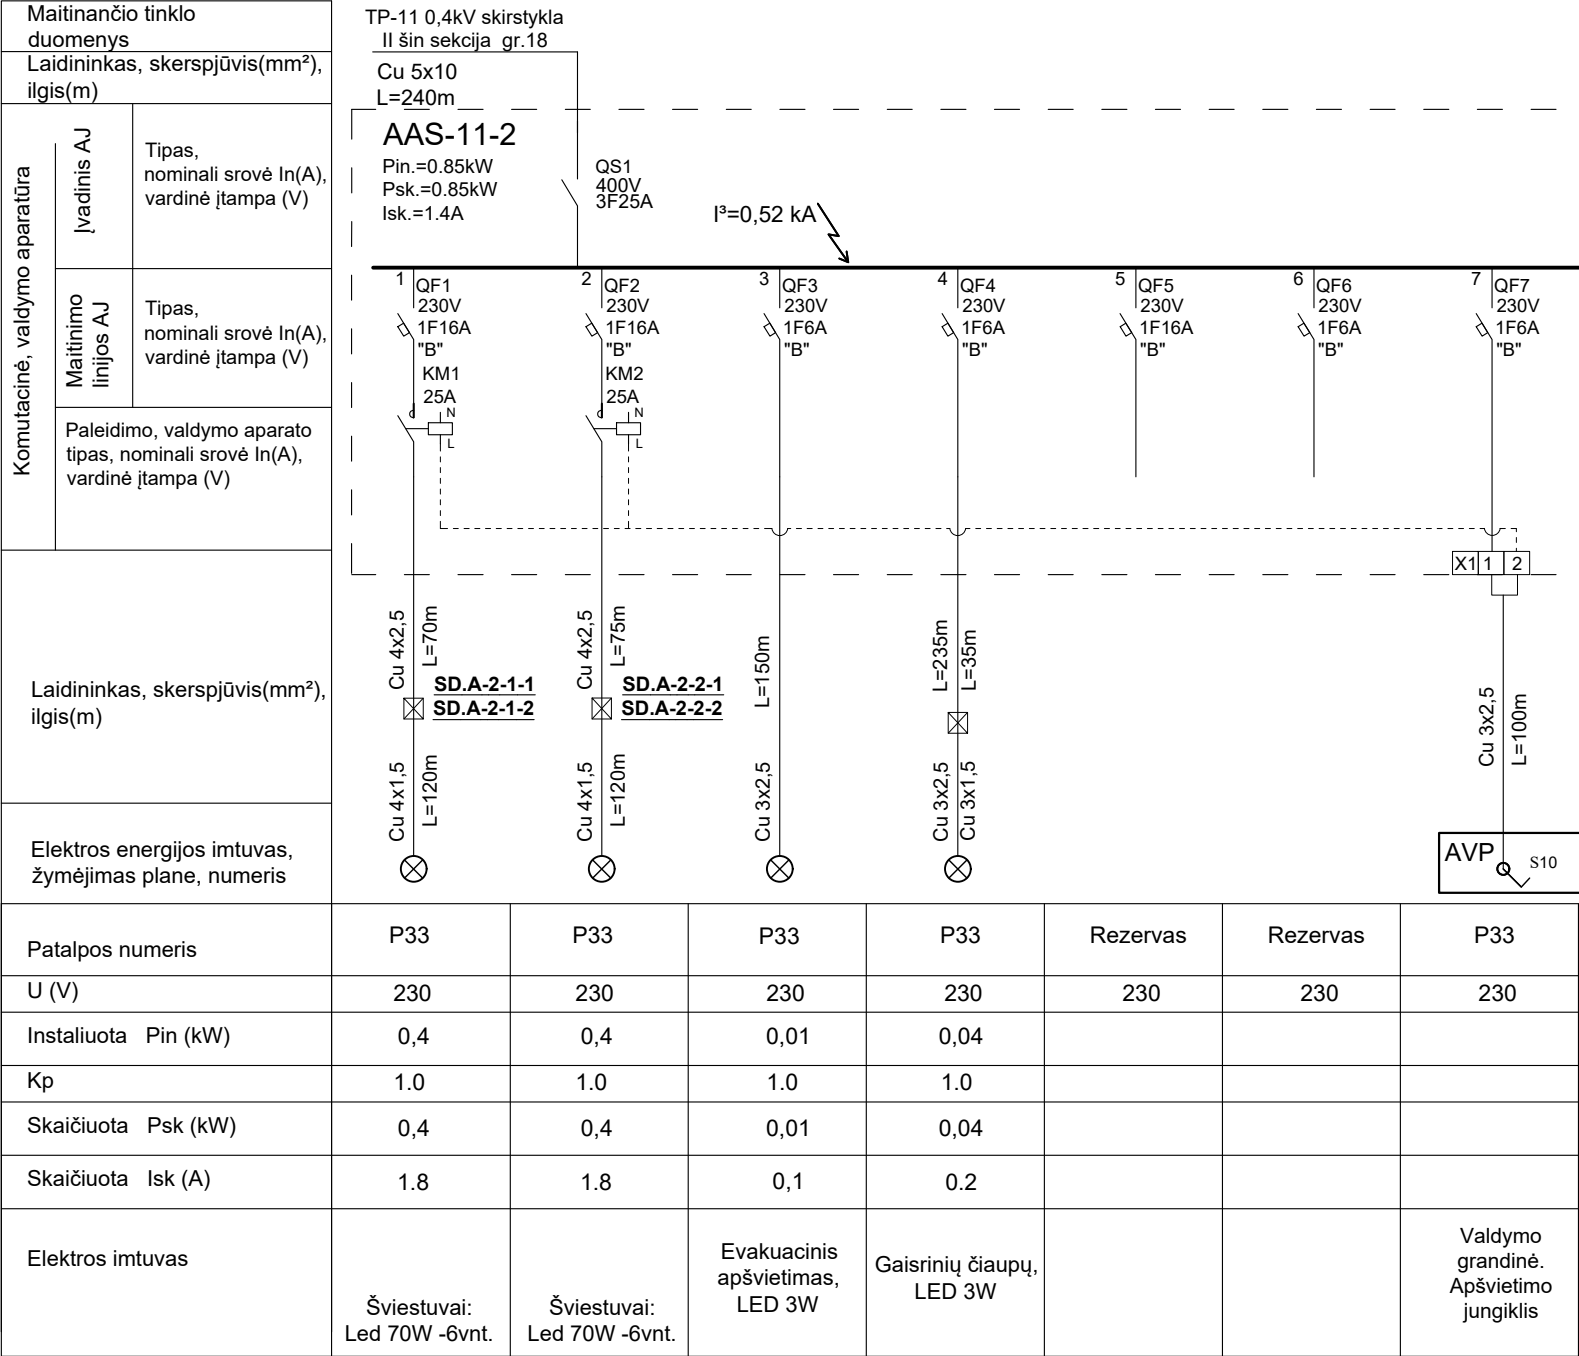 Maitinančio tinklo
duomenys
TP-11 0,4kV skirstykla
II šin sekcija gr.18
Laidininkas, skerspjūvis(mm²),
ilgis(m)
Cu 5x10
L=240m
Komutacinė, valdymo aparatūra
Įvadinis AJ
Tipas,
nominali srovė In(A),
vardinė įtampa (V)
AAS-11-2
Pin.=0.85kW
Psk.=0.85kW
Isk.=1.4A
QS1
400V
3F25A
I³=0,52 kA
Maitinimo
linijos AJ
Tipas,
nominali srovė In(A),
vardinė įtampa (V)
1
QF1
230V
1F16A
"B"
KM1
25A
N
L
2
QF2
230V
1F16A
"B"
KM2
25A
N
L
3
QF3
230V
1F6A
"B"
4
QF4
230V
1F6A
"B"
5
QF5
230V
1F16A
"B"
6
QF6
230V
1F6A
"B"
7
QF7
230V
1F6A
"B"
Paleidimo, valdymo aparato
tipas, nominali srovė In(A),
vardinė įtampa (V)
X1 1 2
Laidininkas, skerspjūvis(mm²),
ilgis(m)
Cu 4x2,5
L=70m
SD.A-2-1-1
SD.A-2-1-2
Cu 4x1,5
L=120m
Cu 4x2,5
L=75m
SD.A-2-2-1
SD.A-2-2-2
Cu 4x1,5
L=120m
L=150m
Cu 3x2,5
L=235m
L=35m
Cu 3x2,5
Cu 3x1,5
Cu 3x2,5
L=100m
Elektros energijos imtuvas,
žymėjimas plane, numeris
AVP
S10
Patalpos numeris P33 P33 P33 P33 Rezervas Rezervas P33
U (V) 230 230 230 230 230 230 230
Instaliuota Pin (kW) 0,4 0,4 0,01 0,04
Kp 1.0 1.0 1.0 1.0
Skaičiuota Psk (kW) 0,4 0,4 0,01 0,04
Skaičiuota Isk (A) 1.8 1.8 0,1 0.2
Elektros imtuvas
Šviestuvai:
Led 70W -6vnt.
Šviestuvai:
Led 70W -6vnt.
Evakuacinis
apšvietimas,
LED 3W
Gaisrinių čiaupų,
LED 3W
Valdymo
grandinė.
Apšvietimo
jungiklis